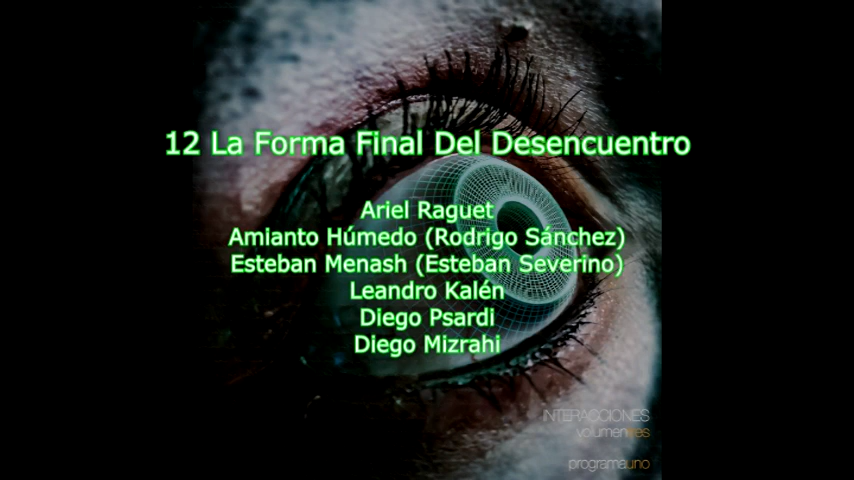 12 La Forma Final Del Desencuentro
Ariel Raguet
Amianto Húmedo (Rodrigo Sánchez)
Esteban Menash (Esteban Severino)
Leandro Kalén
Diego Psardi
Diego Mizrahi
INTERACCIONES
volumentres
programauno